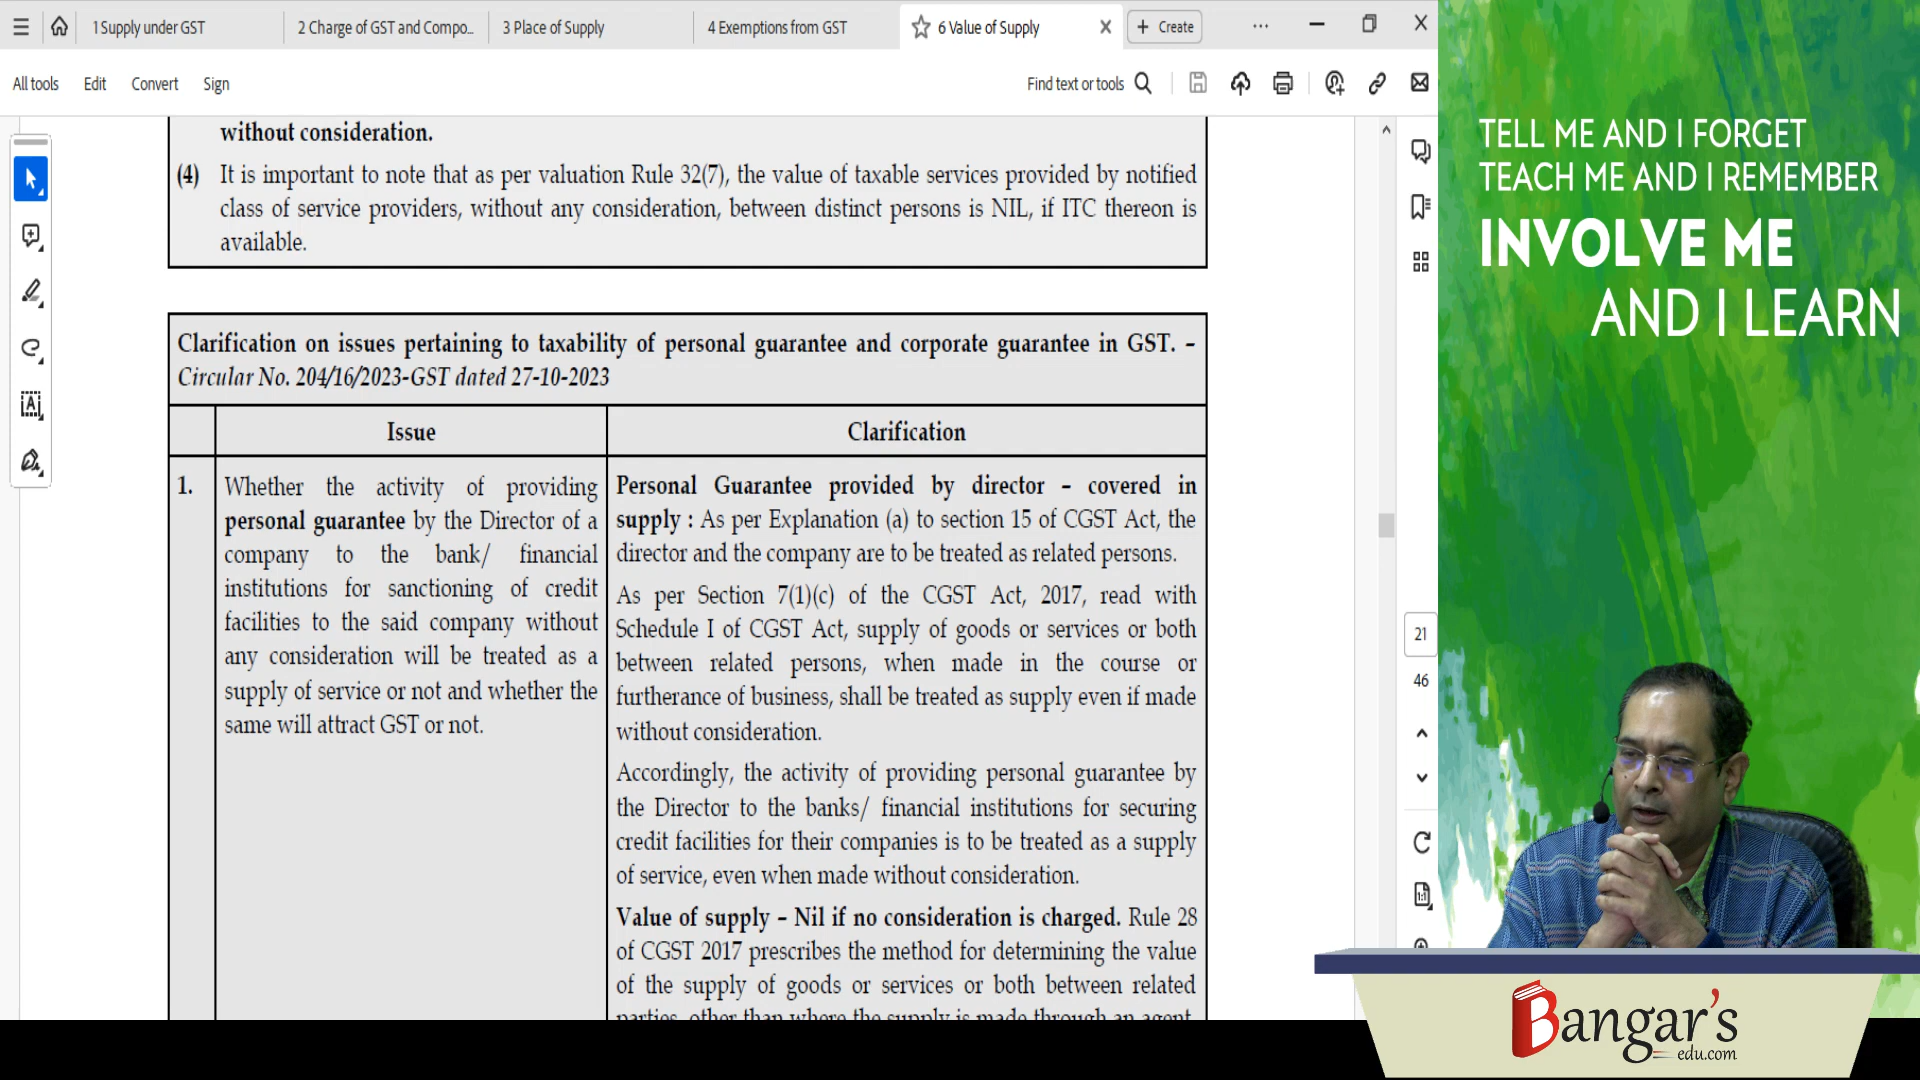 1 Supply under GST
2 Charge of GST and Compo...
3 Place of Supply
4 Exemptions from GST
6 Value of Supply
Create
All tools
Edit
Convert
Sign
Find text or tools
without consideration.
(4) It is important to note that as per valuation Rule 32(7), the value of taxable services provided by notified
class of service providers, without any consideration, between distinct persons is NIL, if ITC thereon is
available.
Clarification on issues pertaining to taxability of personal guarantee and corporate guarantee in GST. –
Circular No. 204/16/2023-GST dated 27-10-2023
Issue
Clarification
1.
Whether the activity of providing
personal guarantee by the Director of a
company to the bank/ financial
institutions for sanctioning of credit
facilities to the said company without
any consideration will be treated as a
supply of service or not and whether the
same will attract GST or not.
Personal Guarantee provided by director – covered in
supply : As per Explanation (a) to section 15 of CGST Act, the
director and the company are to be treated as related persons.
As per Section 7(1)(c) of the CGST Act, 2017, read with
Schedule I of CGST Act, supply of goods or services or both
between related persons, when made in the course or
furtherance of business, shall be treated as supply even if made
without consideration.
Accordingly, the activity of providing personal guarantee by
the Director to the banks/ financial institutions for securing
credit facilities for their companies is to be treated as a supply
of service, even when made without consideration.
Value of supply – Nil if no consideration is charged. Rule 28
of CGST 2017 prescribes the method for determining the value
of the supply of goods or services or both between related
parties, other than where the supply is made through an agent.
21
46
TELL ME AND I FORGET
TEACH ME AND I REMEMBER
INVOLVE ME
AND I LEARN
Bangar's
edu.com